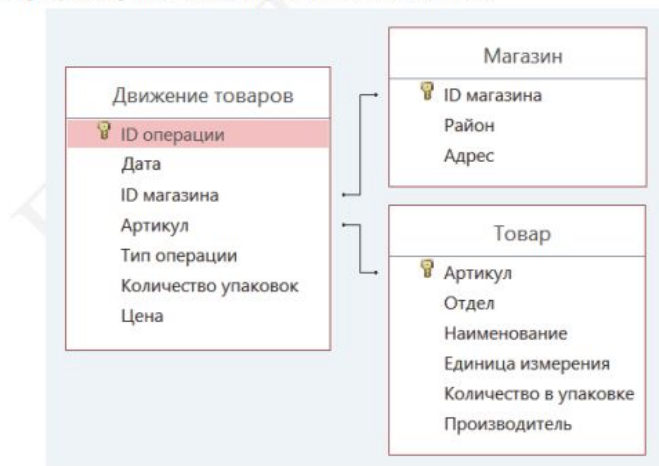 Движение товаров
ID операции
Дата
ID магазина
Артикул
Тип операции
Количество упаковок
Цена
Магазин
ID магазина
Район
Адрес
Товар
Артикул
Отдел
Наименование
Единица измерения
Количество в упаковке
Производитель